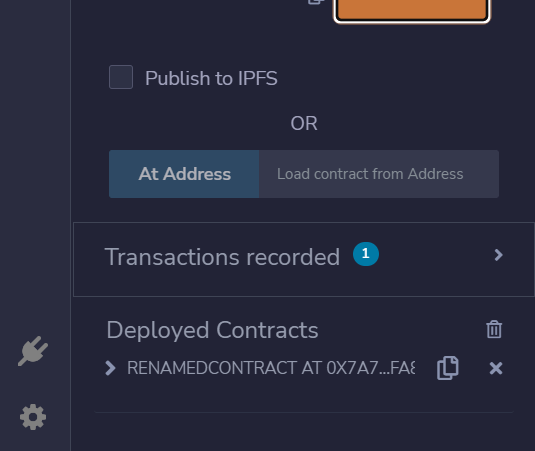 Publish to IPFS
OR
At Address
Load contract from Address
Transactions recorded
1
Deployed Contracts
RENAMEDCONTRACT AT 0X7A7...FA8